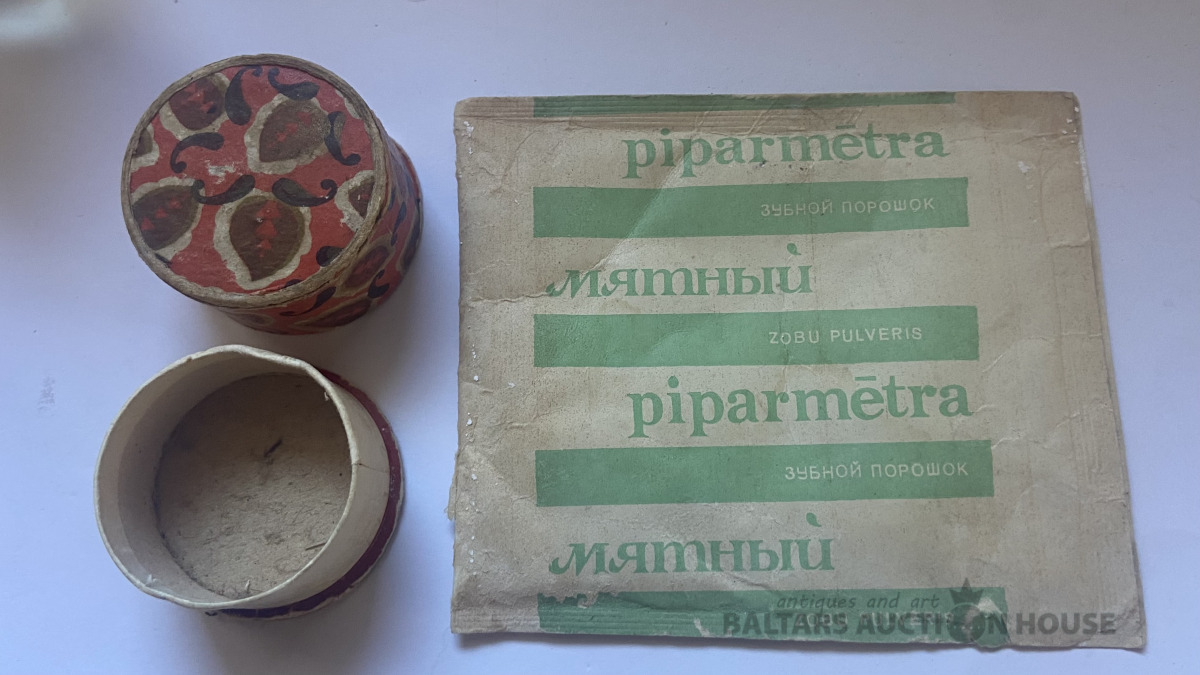 piparmētra
ЗУБНОЙ ПОРОШОК
мятный
ZOBU PULVERIS
piparmētra
ЗУБНОЙ ПОРОШОК
мятный
antiques and art
BALTARS AUCTION HOUSE